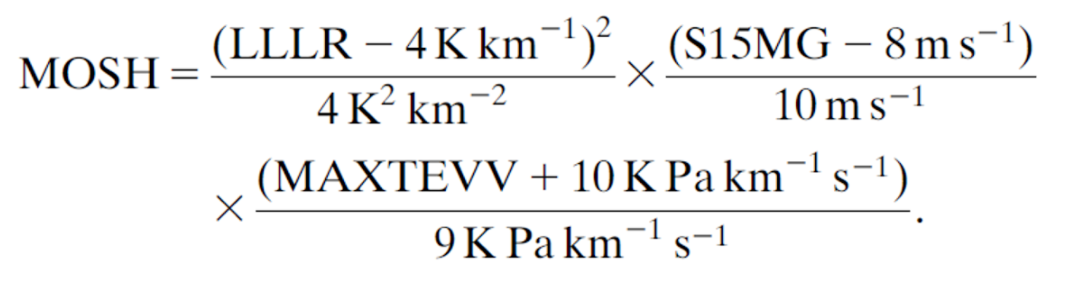 MOSH = (LLLR − 4 K km⁻¹)² / 4 K² km⁻² × (S15MG − 8 m s⁻¹) / 10 m s⁻¹
× (MAXTEVV + 10 K Pa km⁻¹ s⁻¹) / 9 K Pa km⁻¹ s⁻¹.